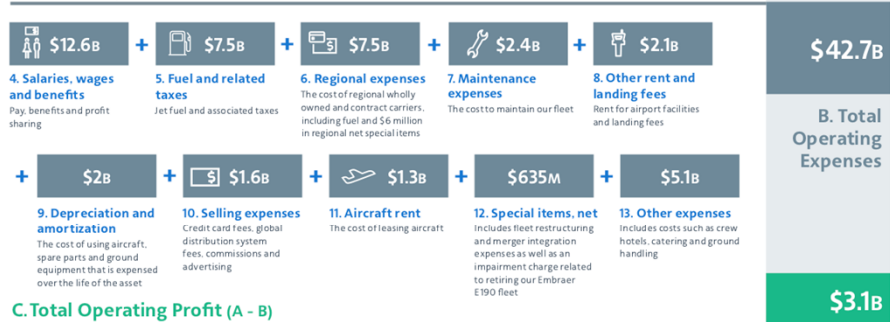 $12.6B + $7.5B + $7.5B + $2.4B + $2.1B
$42.7B
4. Salaries, wages
and benefits
Pay, benefits and profit
sharing
5. Fuel and related
taxes
Jet fuel and associated taxes
6. Regional expenses
The cost of regional wholly
owned and contract carriers,
including fuel and $6 million
in regional net special items
7. Maintenance
expenses
The cost to maintain our fleet
8. Other rent and
landing fees
Rent for airport facilities
and landing fees
B. Total
Operating
Expenses
+ $2B + $1.6B + $1.3B + $635M + $5.1B
9. Depreciation and
amortization
The cost of using aircraft,
spare parts and ground
equipment that is expensed
over the life of the asset
10. Selling expenses
Credit card fees, global
distribution system
fees, commissions and
advertising
11. Aircraft rent
The cost of leasing aircraft
12. Special items, net
Includes fleet restructuring
and merger integration
expenses as well as an
impairment charge related
to retiring our Embraer
E190 fleet
13. Other expenses
Includes costs such as crew
hotels, catering and ground
handling
C. Total Operating Profit (A - B)
$3.1B